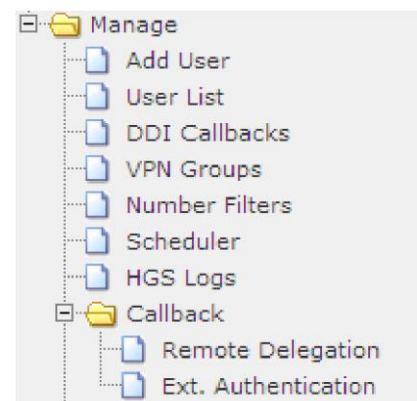 Manage
Add User
User List
DDI Callbacks
VPN Groups
Number Filters
Scheduler
HGS Logs
Callback
Remote Delegation
Ext. Authentication